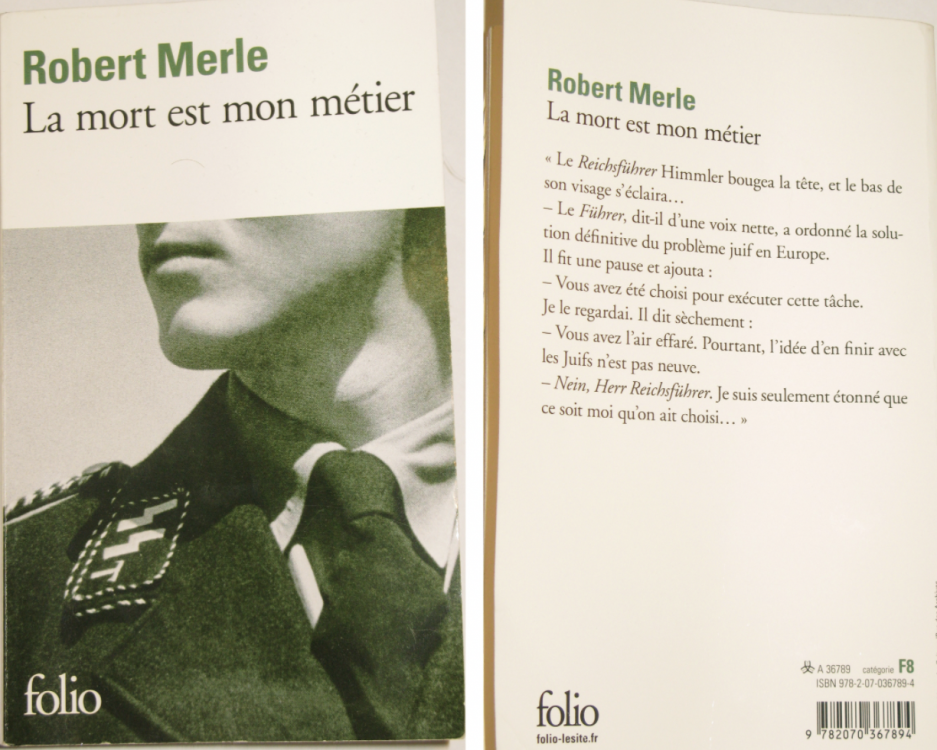 Robert Merle
La mort est mon métier
folio
Robert Merle
La mort est mon métier
« Le Reichsführer Himmler bougea la tête, et le bas de
son visage s'éclaira…
– Le Führer, dit-il d'une voix nette, a ordonné la solu-
tion définitive du problème juif en Europe.
Il fit une pause et ajouta :
– Vous avez été choisi pour exécuter cette tâche.
Je le regardai. Il dit sèchement :
– Vous avez l'air effaré. Pourtant, l'idée d'en finir avec
les Juifs n'est pas neuve.
– Nein, Herr Reichsführer. Je suis seulement étonné que
ce soit moi qu'on ait choisi… »
A 36789 catégorie F8
ISBN 978-2-07-036789-4
folio
folio-lesite.fr
9 782070 367894